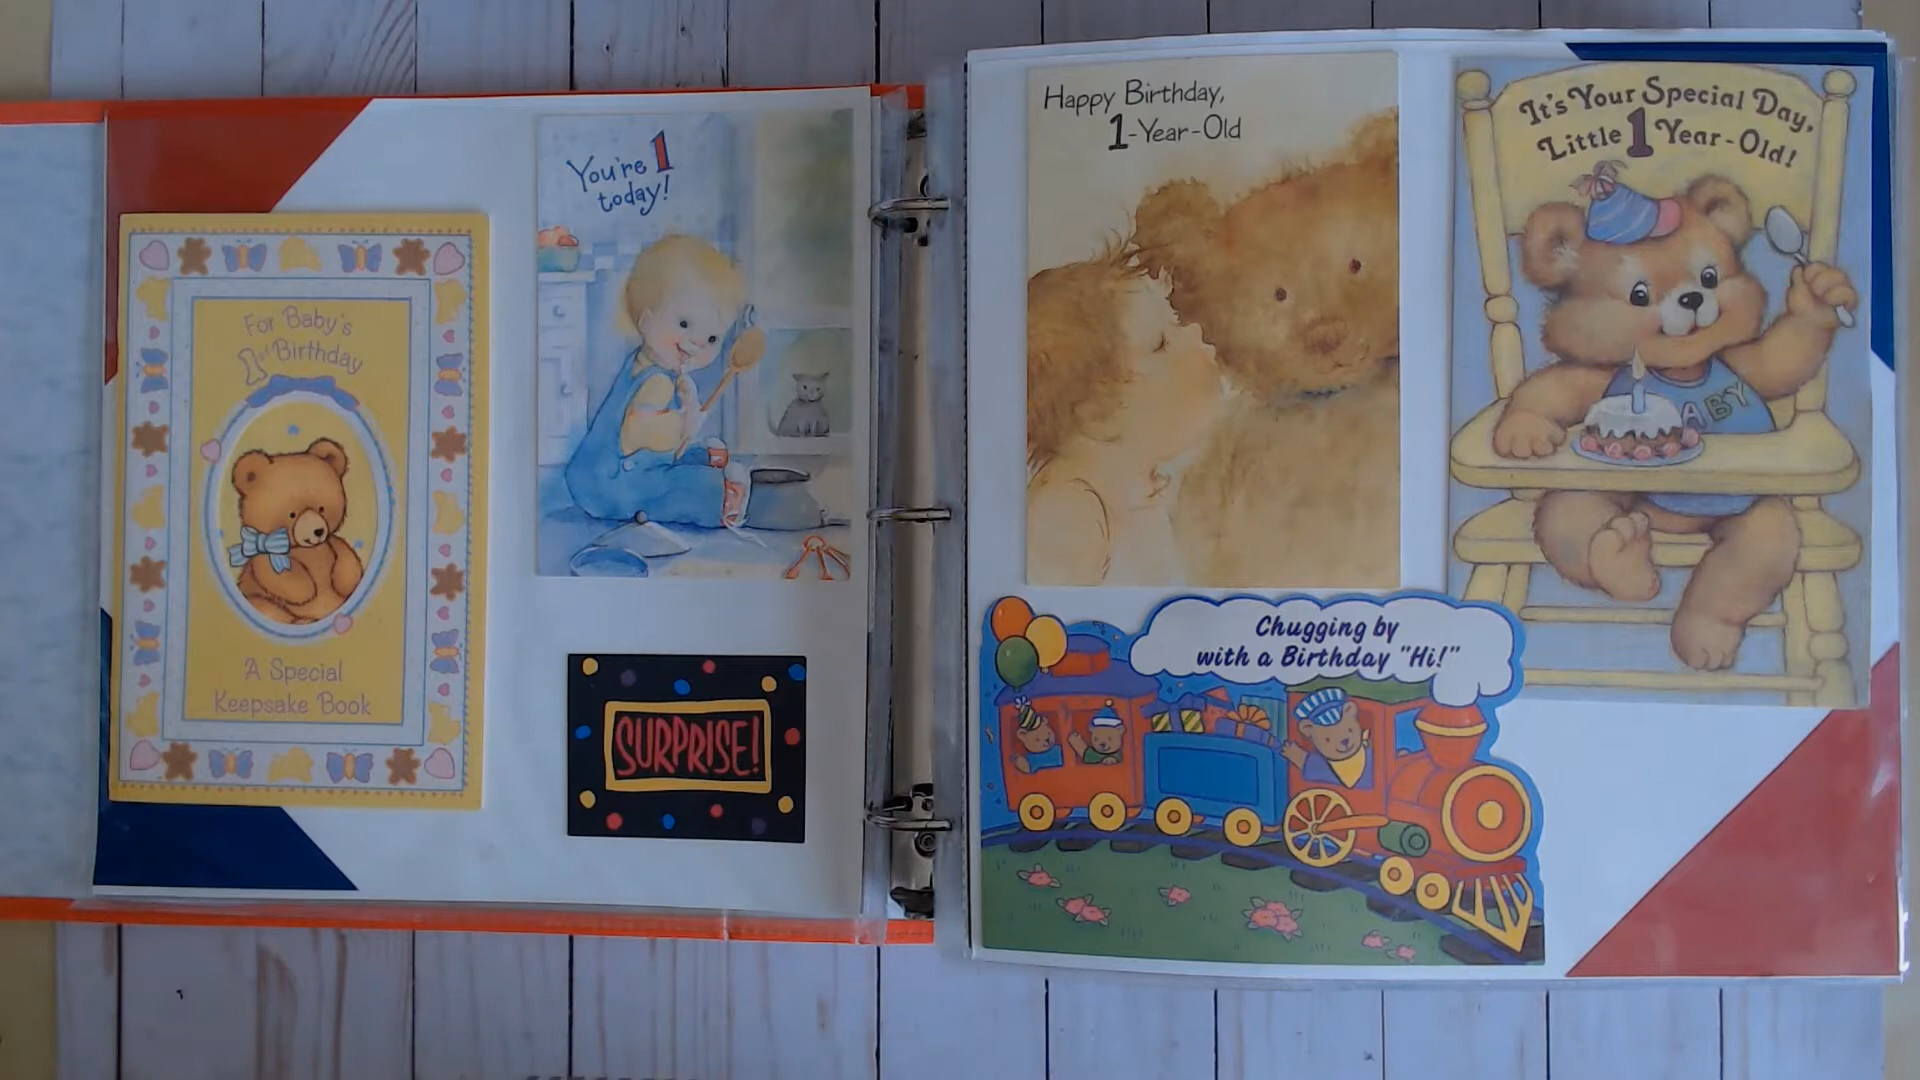 For Baby's
1st Birthday
A Special
Keepsake Book
You're 1
today!
SURPRISE!
Happy Birthday,
1-Year-Old
It's Your Special Day,
Little 1 Year-Old!
ABY
Chugging by
with a Birthday "Hi!"